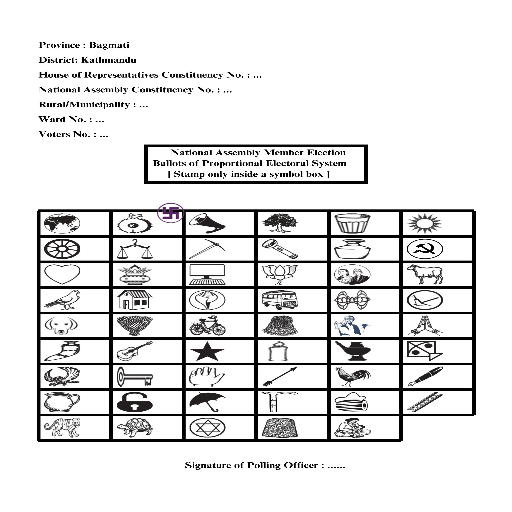 Province : Bagmati
District: Kathmandu
House of Representatives Constituency No. : ...
National Assembly Constituency No. : ...
Rural/Municipality : ...
Ward No. : ...
Voters No. : ...
National Assembly Member Election
Ballots of Proportional Electoral System
[ Stamp only inside a symbol box ]
Signature of Polling Officer : ......